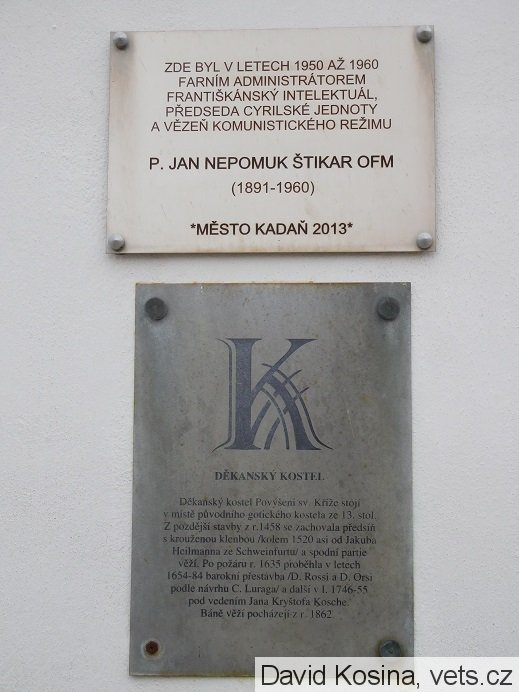 ZDE BYL V LETECH 1950 AŽ 1960
FARNÍM ADMINISTRÁTOREM
FRANTIŠKÁNSKÝ INTELEKTUÁL,
PŘEDSEDA CYRILSKÉ JEDNOTY
A VĚZEŇ KOMUNISTICKÉHO REŽIMU
P. JAN NEPOMUK ŠTIKAR OFM
(1891-1960)
*MĚSTO KADAŇ 2013*
K
DĚKANSKÝ KOSTEL
Děkanský kostel Povýšení sv. Kříže stojí
v místě původního gotického kostela ze 13. stol.
Z pozdější stavby z r.1458 se zachovala předsíň
s krouženou klenbou /kolem 1520 asi od Jakuba
Heilmanna ze Schweinfurtu/ a spodní partie
věží. Po požáru r. 1635 proběhla v letech
1654-84 barokní přestavba /D. Rossi a D. Orsi
podle návrhu C. Luraga/ a další v l. 1746-55
pod vedením Jana Kryštofa Kosche.
Báně věží pocházejí z r. 1862.
David Kosina, vets.cz